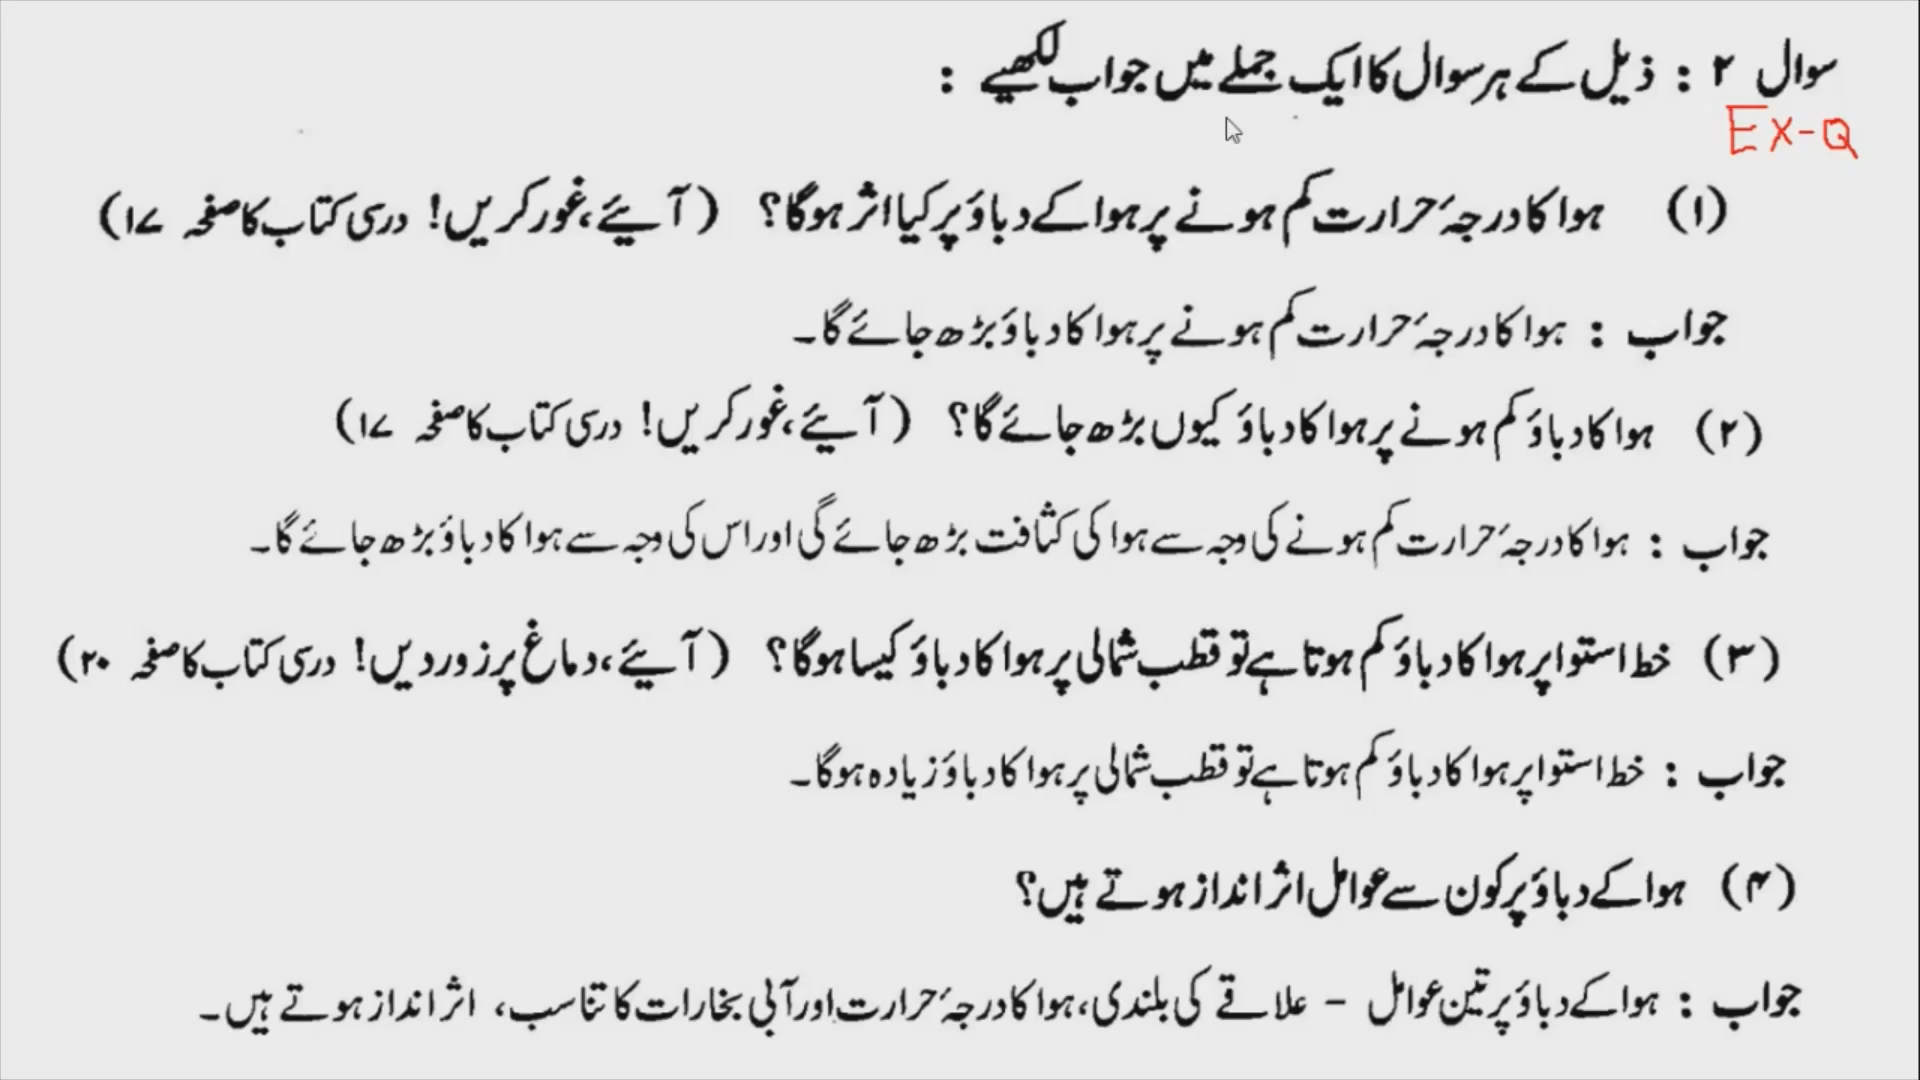 سوال ۲ : ذیل کے ہر سوال کا ایک جملے میں جواب لکھیے :
EX-Q
(۱) ہوا کا درجۂ حرارت کم ہونے پر ہوا کے دباؤ پر کیا اثر ہوگا؟ (آیئے، غور کریں! درسی کتاب کا صفحہ ۱۷)
جواب : ہوا کا درجۂ حرارت کم ہونے پر ہوا کا دباؤ بڑھ جائے گا۔
(۲) ہوا کا دباؤ کم ہونے پر ہوا کا دباؤ کیوں بڑھ جائے گا؟ (آیئے، غور کریں! درسی کتاب کا صفحہ ۱۷)
جواب : ہوا کا درجۂ حرارت کم ہونے کی وجہ سے ہوا کی کثافت بڑھ جائے گی اور اس کی وجہ سے ہوا کا دباؤ بڑھ جائے گا۔
(۳) خط استوا پر ہوا کا دباؤ کم ہوتا ہے تو قطب شمالی پر ہوا کا دباؤ کیسا ہوگا؟ (آیئے، دماغ پر زور دیں! درسی کتاب کا صفحہ ۲۰)
جواب : خط استوا پر ہوا کا دباؤ کم ہوتا ہے تو قطب شمالی پر ہوا کا دباؤ زیادہ ہوگا۔
(۴) ہوا کے دباؤ پر کون سے عوامل اثر انداز ہوتے ہیں؟
جواب : ہوا کے دباؤ پر تین عوامل - علاقے کی بلندی، ہوا کا درجۂ حرارت اور آبی بخارات کا تناسب، اثر انداز ہوتے ہیں۔